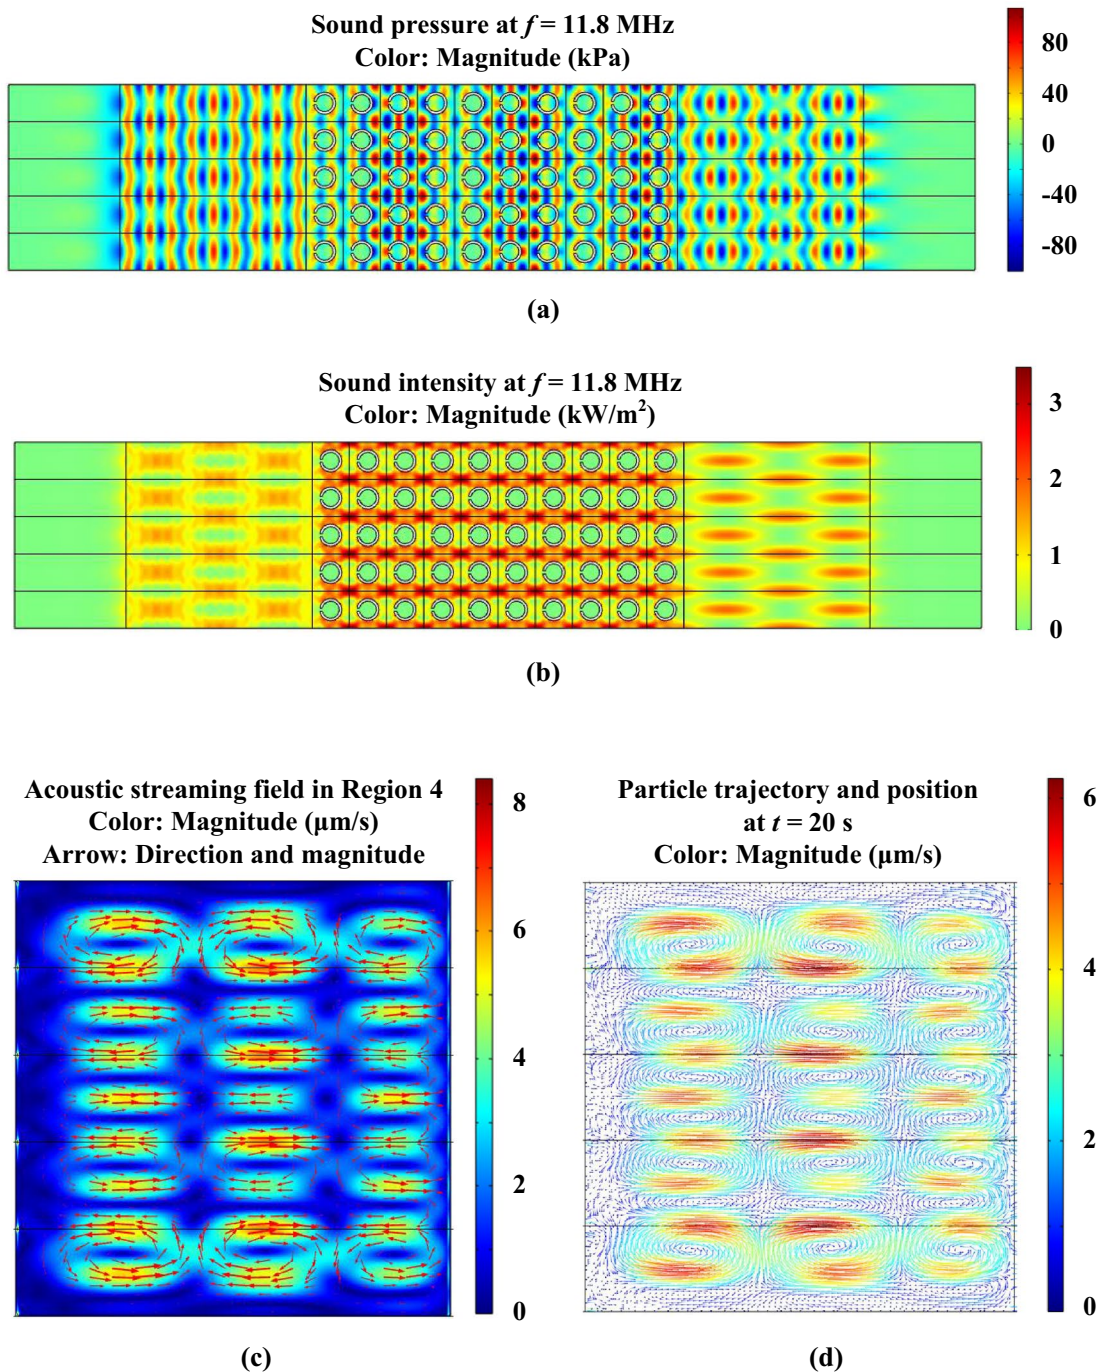 Sound pressure at f = 11.8 MHz
Color: Magnitude (kPa)
80
40
0
-40
-80
(a)
Sound intensity at f = 11.8 MHz
Color: Magnitude (kW/m²)
3
2
1
0
(b)
Acoustic streaming field in Region 4
Color: Magnitude (μm/s)
Arrow: Direction and magnitude
8
6
4
2
0
(c)
Particle trajectory and position
at t = 20 s
Color: Magnitude (μm/s)
6
4
2
0
(d)